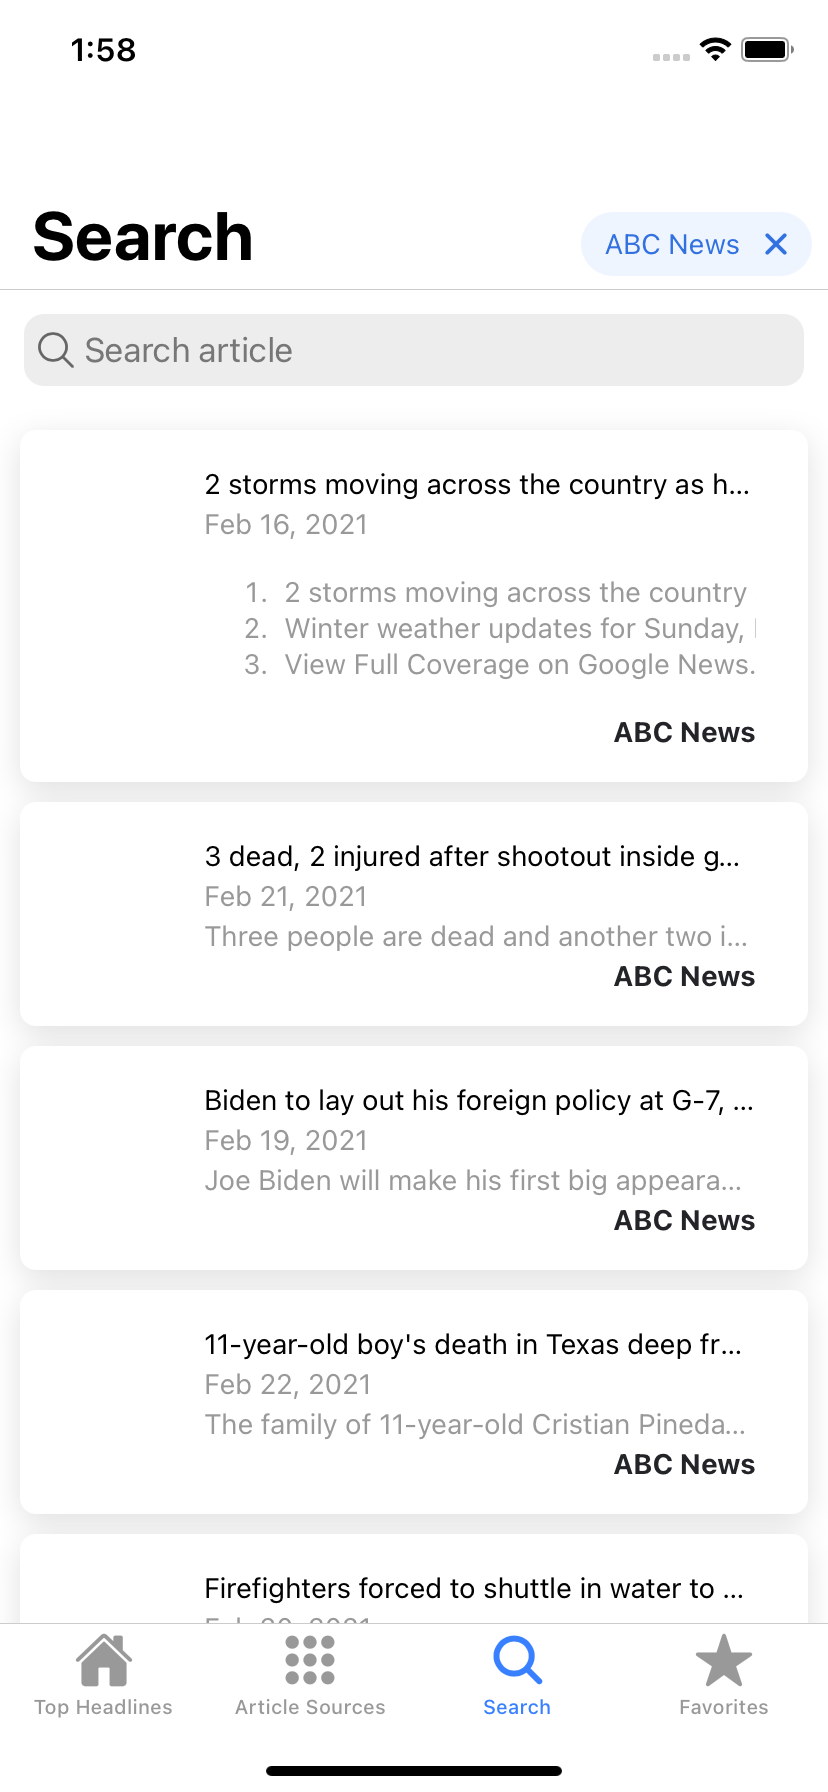 1:58
Search
ABC News
Search article
2 storms moving across the country as h...
Feb 16, 2021
1. 2 storms moving across the country
2. Winter weather updates for Sunday,
3. View Full Coverage on Google News.
ABC News
3 dead, 2 injured after shootout inside g...
Feb 21, 2021
Three people are dead and another two i...
ABC News
Biden to lay out his foreign policy at G-7, ...
Feb 19, 2021
Joe Biden will make his first big appeara...
ABC News
11-year-old boy's death in Texas deep fr...
Feb 22, 2021
The family of 11-year-old Cristian Pineda...
ABC News
Firefighters forced to shuttle in water to ...
Top Headlines
Article Sources
Search
Favorites